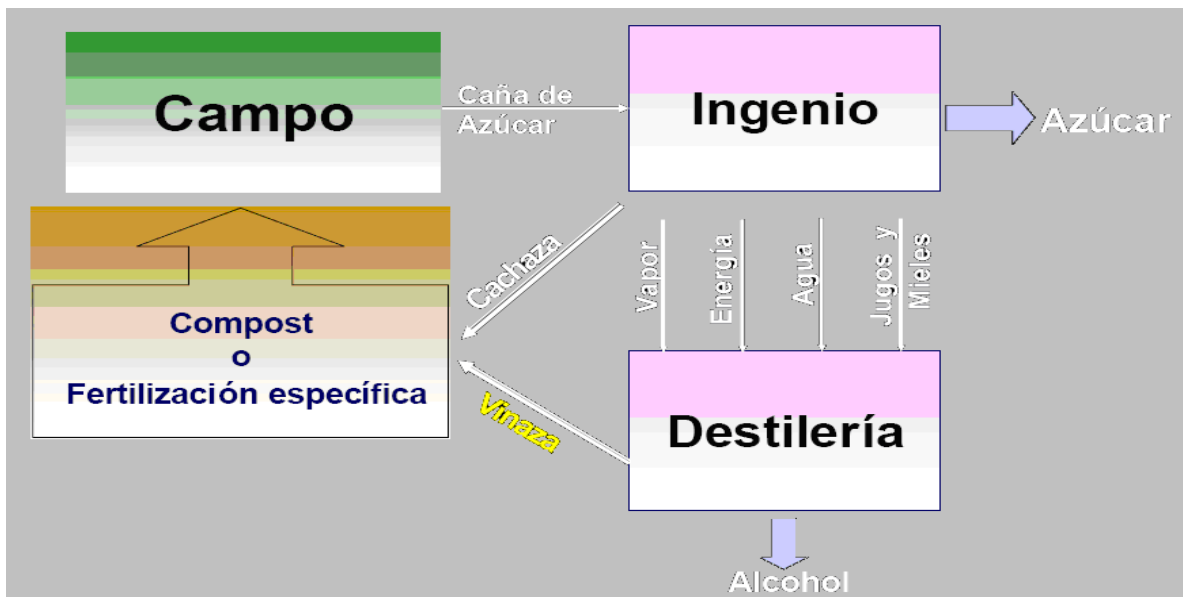 Campo
Caña de
Azúcar
Ingenio
Azúcar
Cachaza
Vapor
Energía
Agua
Jugos y
Mieles
Compost
o
Fertilización específica
Vinaza
Destilería
Alcohol